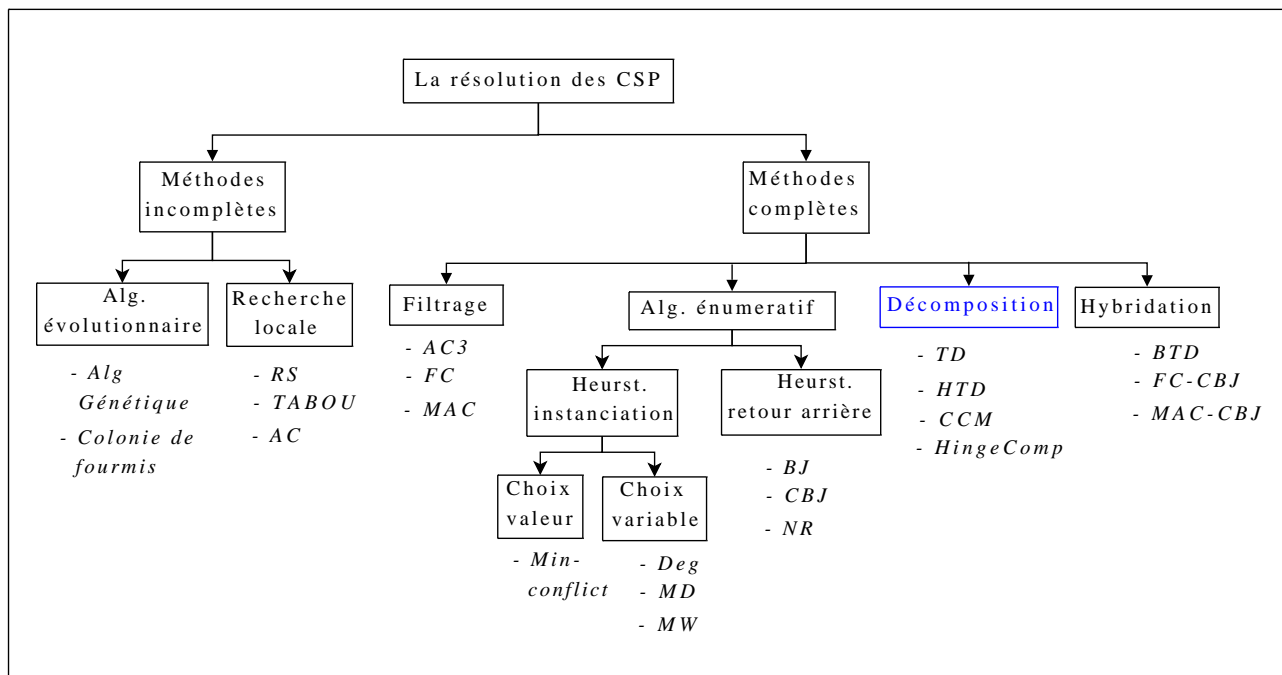 La résolution des CSP
Méthodes
incomplètes
Méthodes
complètes
Alg.
évolutionnaire
Recherche
locale
Filtrage
Alg. énumeratif
Décomposition
Hybridation
- Alg
Génétique
- Colonie de
fourmis
- RS
- TABOU
- AC
- AC3
- FC
- MAC
Heurst.
instanciation
Heurst.
retour arrière
- TD
- HTD
- CCM
- HingeComp
- BTD
- FC-CBJ
- MAC-CBJ
Choix
valeur
Choix
variable
- BJ
- CBJ
- NR
- Min-
conflict
- Deg
- MD
- MW